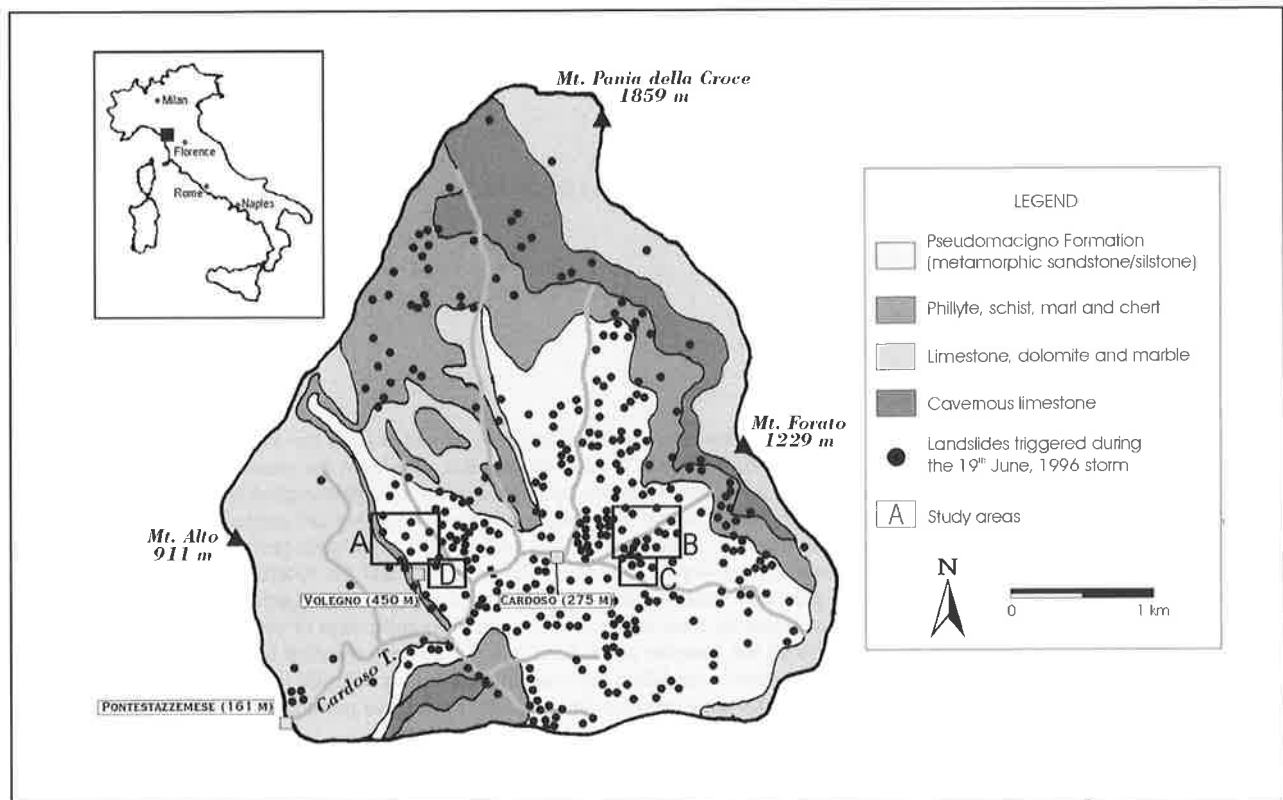 Milan
Florence
Rome
Naples
Mt. Pania della Croce
1859 m
Mt. Forato
1229 m
Mt. Alto
911 m
A
B
C
D
VOLEGNO (450 M)
CARDOSO (275 M)
Cardoso T.
PONTESTAZZEMESE (161 M)
LEGEND
Pseudomacigno Formation
(metamorphic sandstone/silstone)
Phillyte, schist, marl and chert
Limestone, dolomite and marble
Cavernous limestone
Landslides triggered during
the 19th June, 1996 storm
A Study areas
N
0 1 km